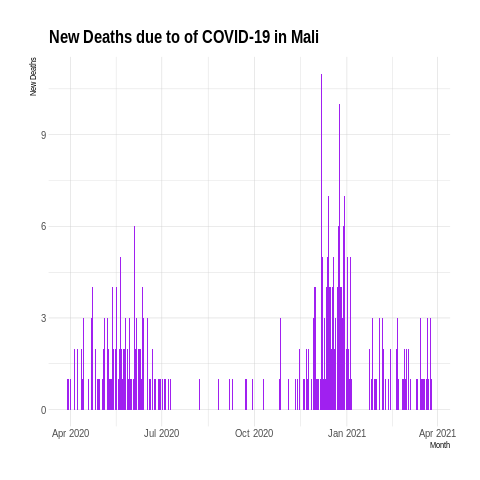 New Deaths due to of COVID-19 in Mali
New Deaths
9
6
3
0
Apr 2020 Jul 2020 Oct 2020 Jan 2021 Apr 2021
Month